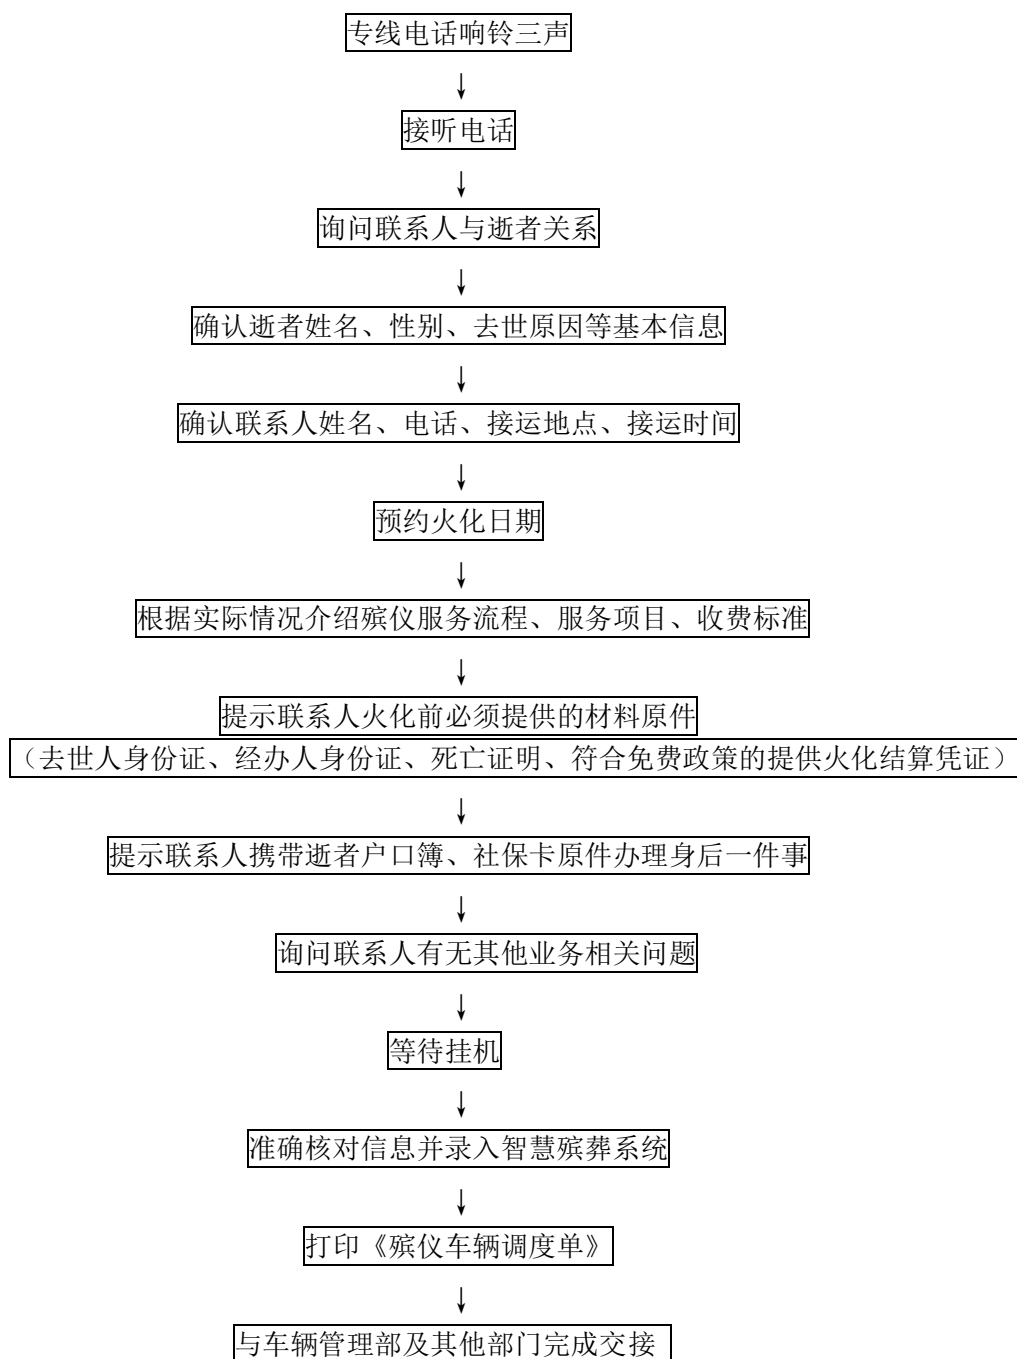 专线电话响铃三声
↓
接听电话
↓
询问联系人与逝者关系
↓
确认逝者姓名、性别、去世原因等基本信息
↓
确认联系人姓名、电话、接运地点、接运时间
↓
预约火化日期
↓
根据实际情况介绍殡仪服务流程、服务项目、收费标准
↓
提示联系人火化前必须提供的材料原件
（去世人身份证、经办人身份证、死亡证明、符合免费政策的提供火化结算凭证）
↓
提示联系人携带逝者户口簿、社保卡原件办理身后一件事
↓
询问联系人有无其他业务相关问题
↓
等待挂机
↓
准确核对信息并录入智慧殡葬系统
↓
打印《殡仪车辆调度单》
↓
与车辆管理部及其他部门完成交接